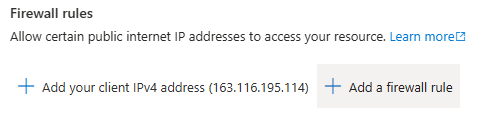 Firewall rules
Allow certain public internet IP addresses to access your resource. Learn more
Add your client IPv4 address (163.116.195.114) Add a firewall rule